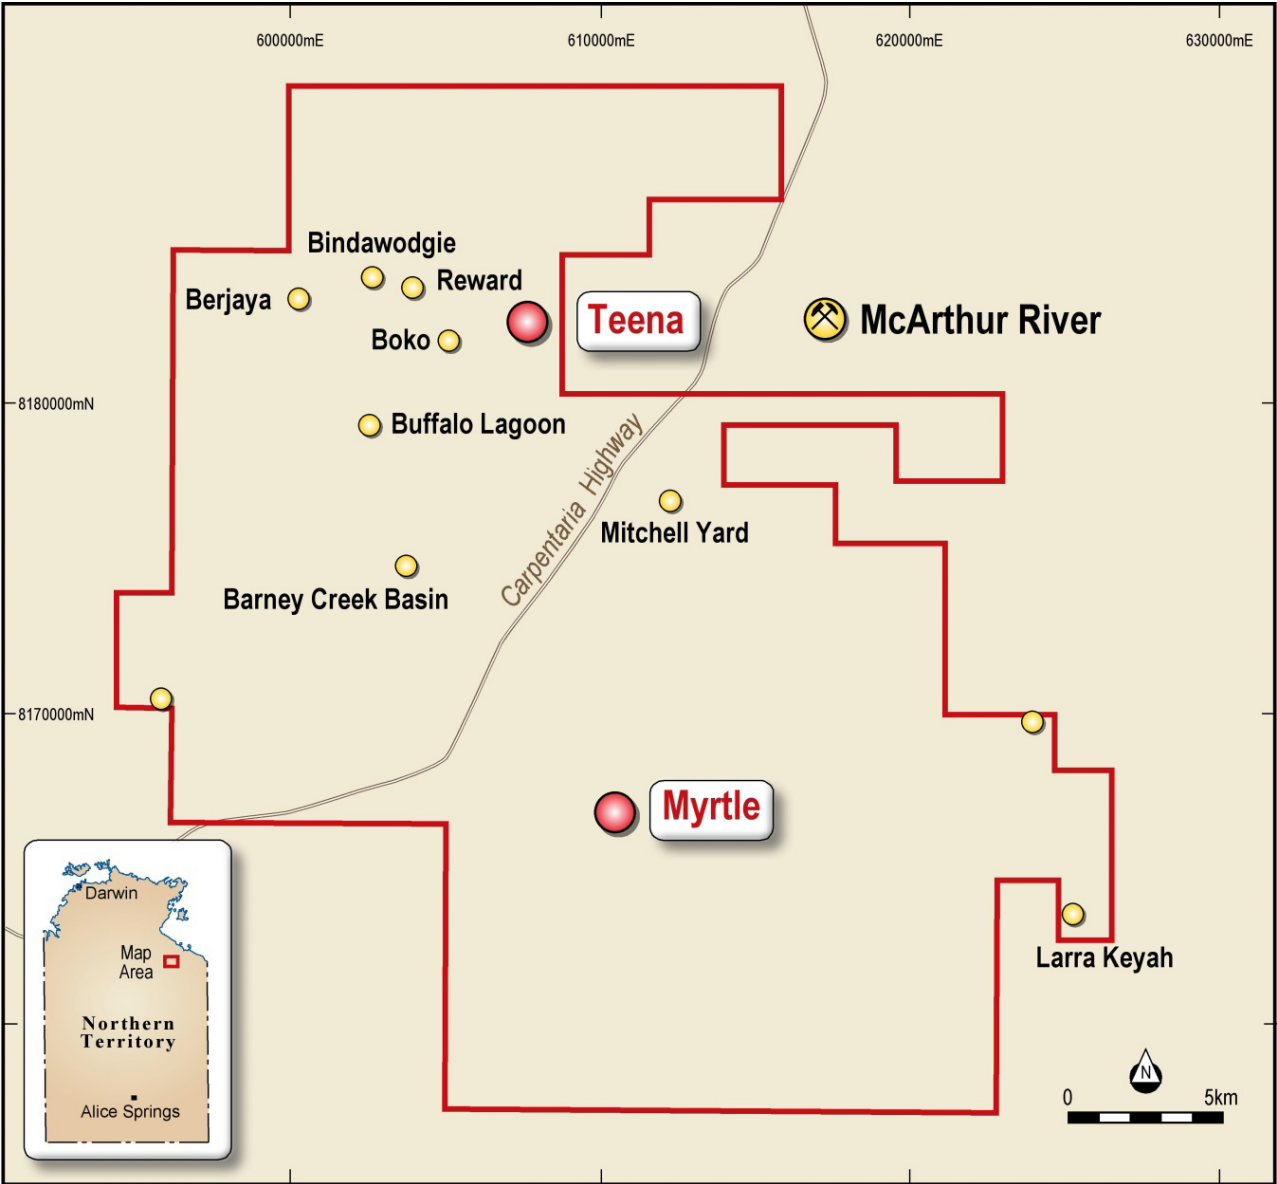 600000mE
610000mE
620000mE
630000mE
Bindawodgie
Reward
Berjaya
Teena
McArthur River
Boko
8180000mN
Buffalo Lagoon
Carpentaria Highway
Mitchell Yard
Barney Creek Basin
8170000mN
Myrtle
Darwin
Map
Area
Northern
Territory
Alice Springs
Larra Keyah
N
0
5km